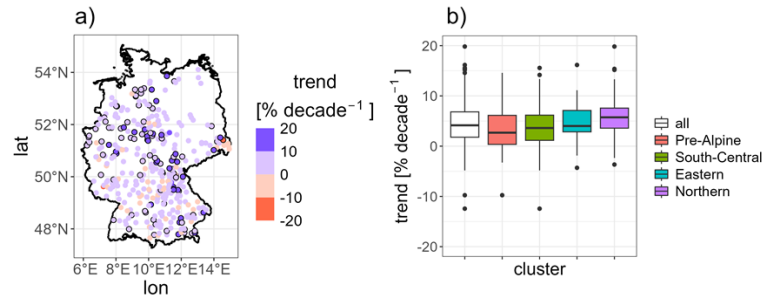 a)
54°N
52°N
50°N
48°N
lat
6°E 8°E 10°E 12°E 14°E
lon
trend
[% decade⁻¹ ]
20
10
0
-10
-20
b)
trend [% decade⁻¹ ]
20
10
0
-10
-20
cluster
all
Pre-Alpine
South-Central
Eastern
Northern